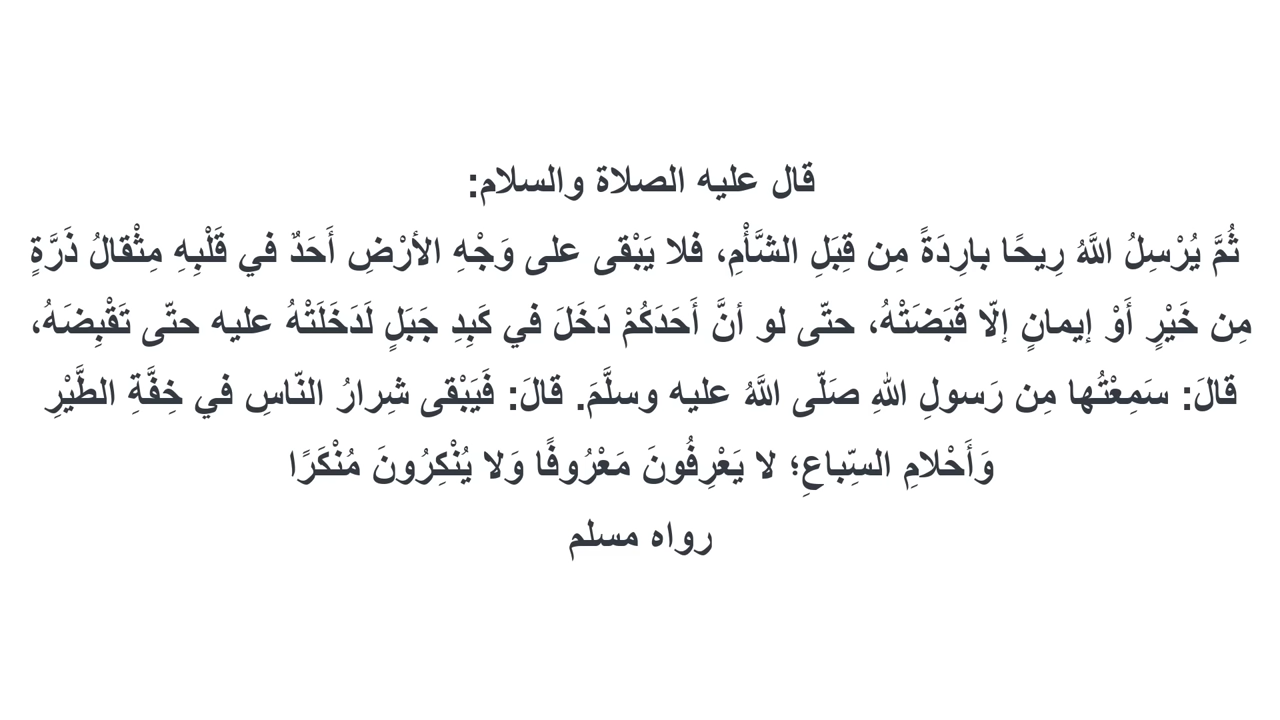 قال عليه الصلاة والسلام:
ثُمَّ يُرْسِلُ اللَّهُ رِيحًا بارِدَةً مِن قِبَلِ الشَّأْمِ، فلا يَبْقى على وَجْهِ الأرْضِ أَحَدٌ في قَلْبِهِ مِثْقالُ ذَرَّةٍ
مِن خَيْرٍ أَوْ إيمانٍ إلّا قَبَضَتْهُ، حتّى لو أنَّ أَحَدَكُمْ دَخَلَ في كَبِدِ جَبَلٍ لَدَخَلَتْهُ عليه حتّى تَقْبِضَهُ،
قالَ: سَمِعْتُها مِن رَسولِ اللهِ صَلّى اللَّهُ عليه وسلَّمَ. قالَ: فَيَبْقى شِرارُ النّاسِ في خِفَّةِ الطَّيْرِ
وَأَحْلامِ السِّباعِ؛ لا يَعْرِفُونَ مَعْرُوفًا وَلا يُنْكِرُونَ مُنْكَرًا
رواه مسلم